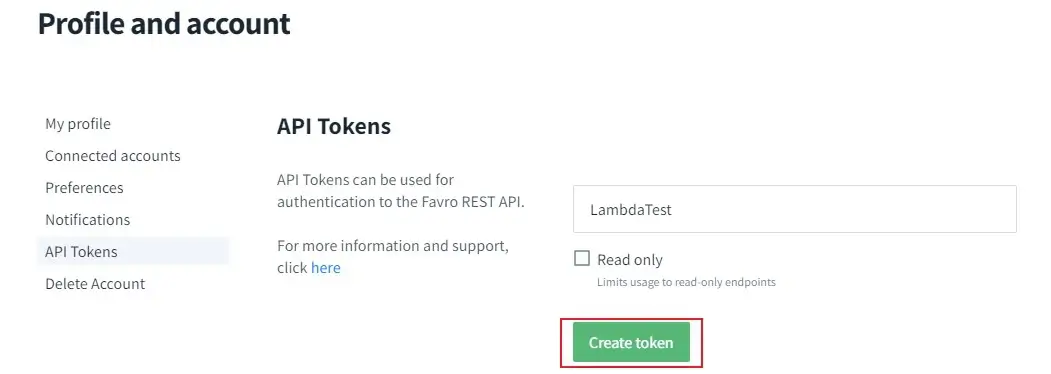 Profile and account
My profile
Connected accounts
Preferences
Notifications
API Tokens
Delete Account
API Tokens
API Tokens can be used for
authentication to the Favro REST API.
For more information and support,
click here
LambdaTest
Read only
Limits usage to read-only endpoints
Create token